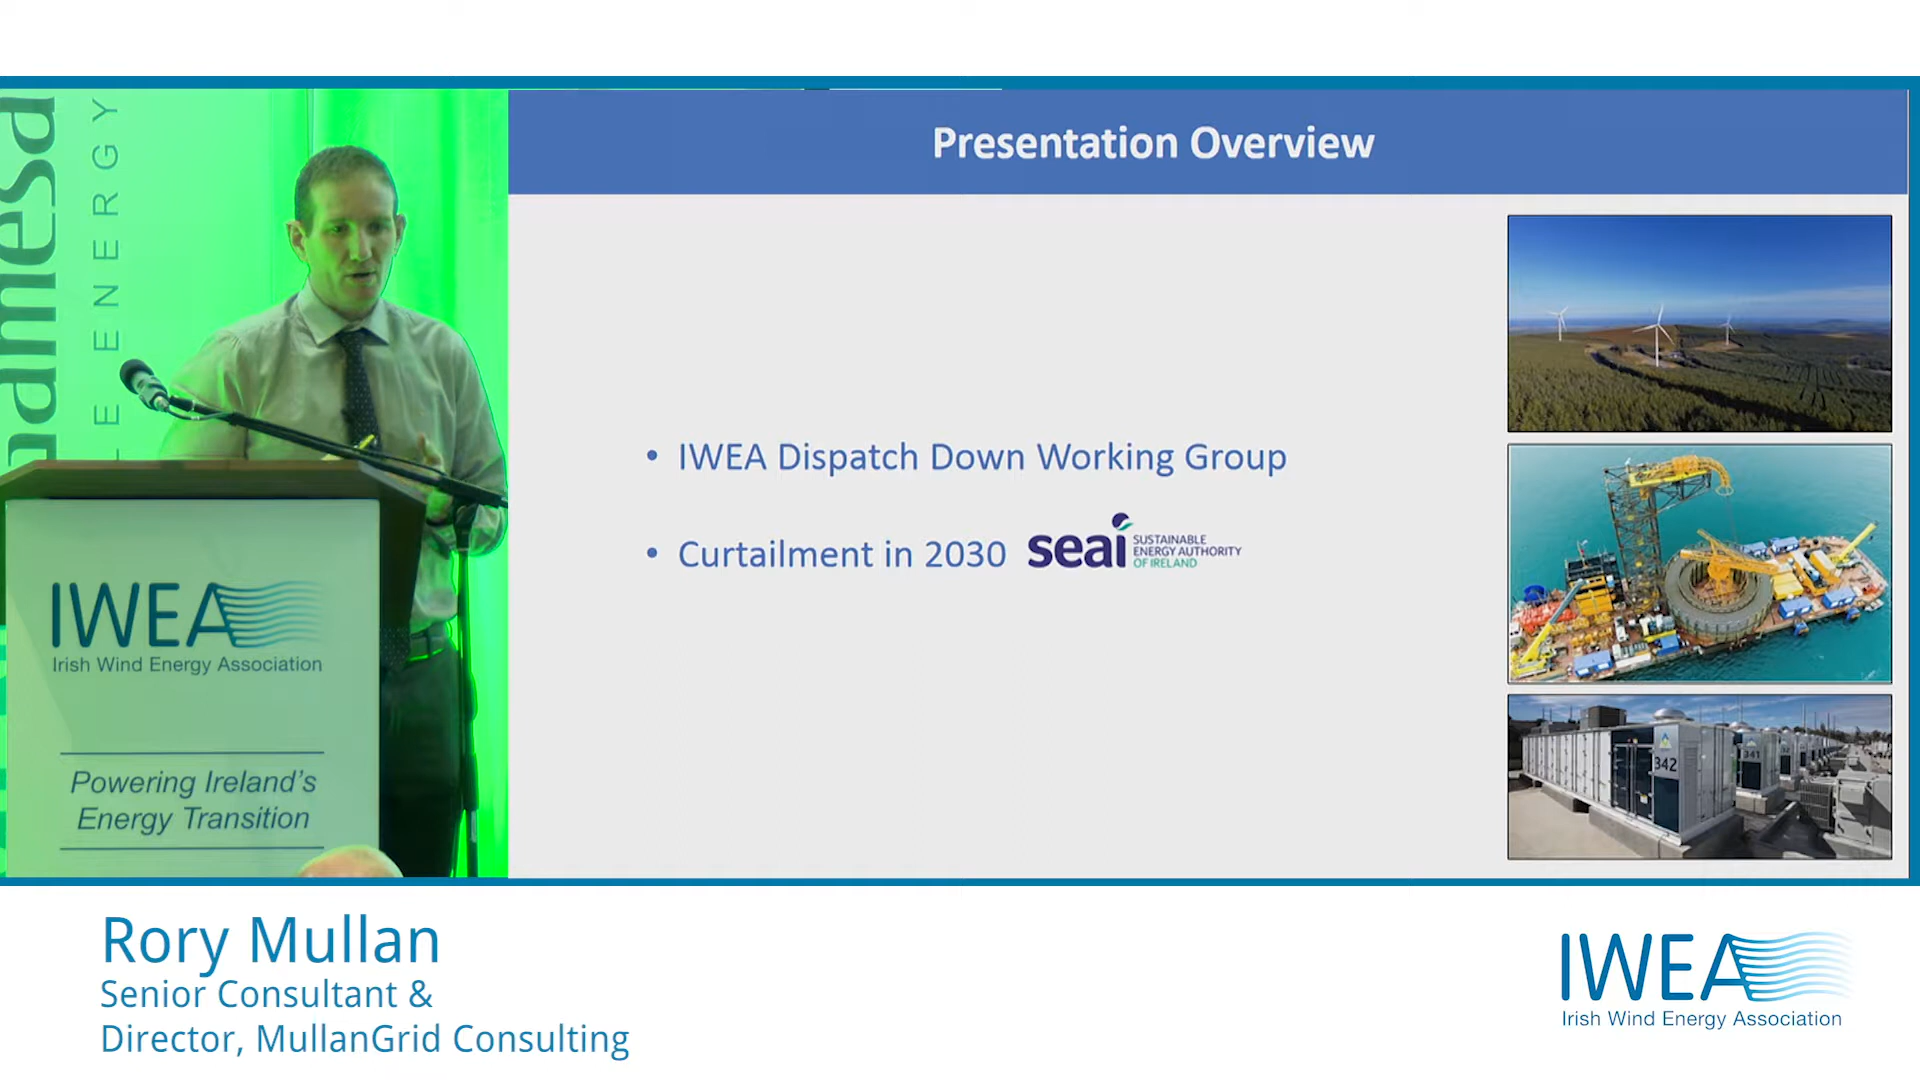 Presentation Overview
• IWEA Dispatch Down Working Group
• Curtailment in 2030
seai SUSTAINABLE
ENERGY AUTHORITY
OF IRELAND
E ENERGY
IWEA
Irish Wind Energy Association
Powering Ireland's
Energy Transition
342
341
Rory Mullan
Senior Consultant &
Director, MullanGrid Consulting
IWEA
Irish Wind Energy Association